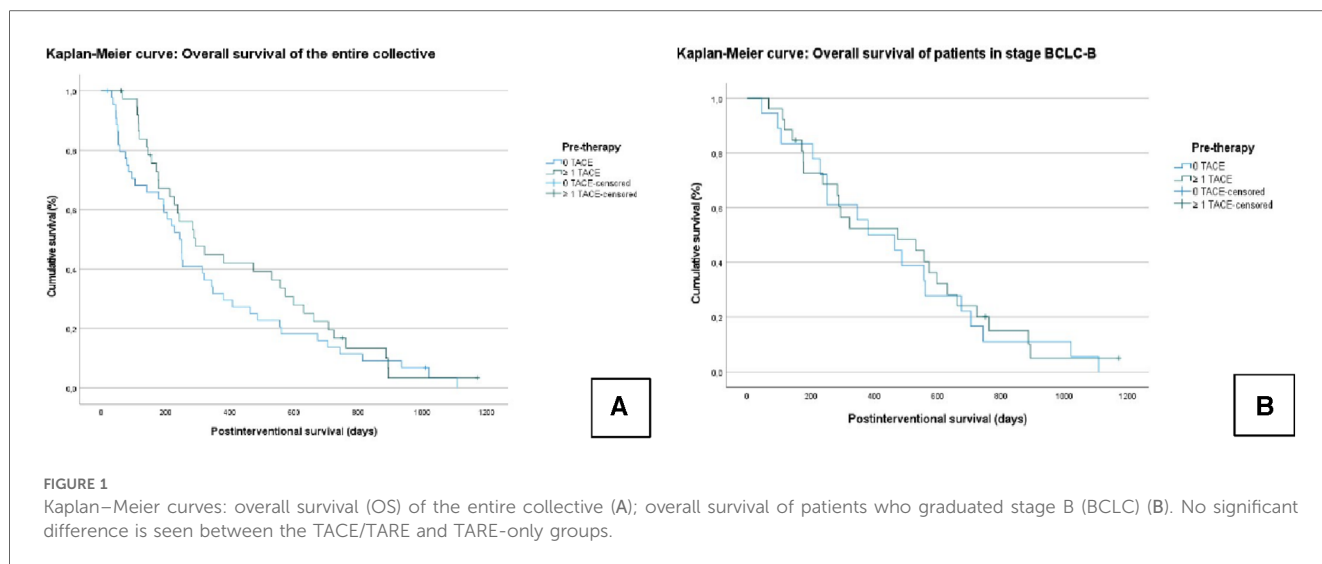 Kaplan-Meier curve: Overall survival of the entire collective
Cumulative survival (%)
1,0
0,8
0,6
0,4
0,2
0,0
0
200
400
600
800
1000
1200
Postinterventional survival (days)
Pre-therapy
0 TACE
≥ 1 TACE
0 TACE-censored
≥ 1 TACE-censored
A
Kaplan-Meier curve: Overall survival of patients in stage BCLC-B
Cumulative survival (%)
1,0
0,8
0,6
0,4
0,2
0,0
0
200
400
600
800
1000
1200
Postinterventional survival (days)
Pre-therapy
0 TACE
≥ 1 TACE
0 TACE-censored
≥ 1 TACE-censored
B
FIGURE 1
Kaplan–Meier curves: overall survival (OS) of the entire collective (A); overall survival of patients who graduated stage B (BCLC) (B). No significant
difference is seen between the TACE/TARE and TARE-only groups.